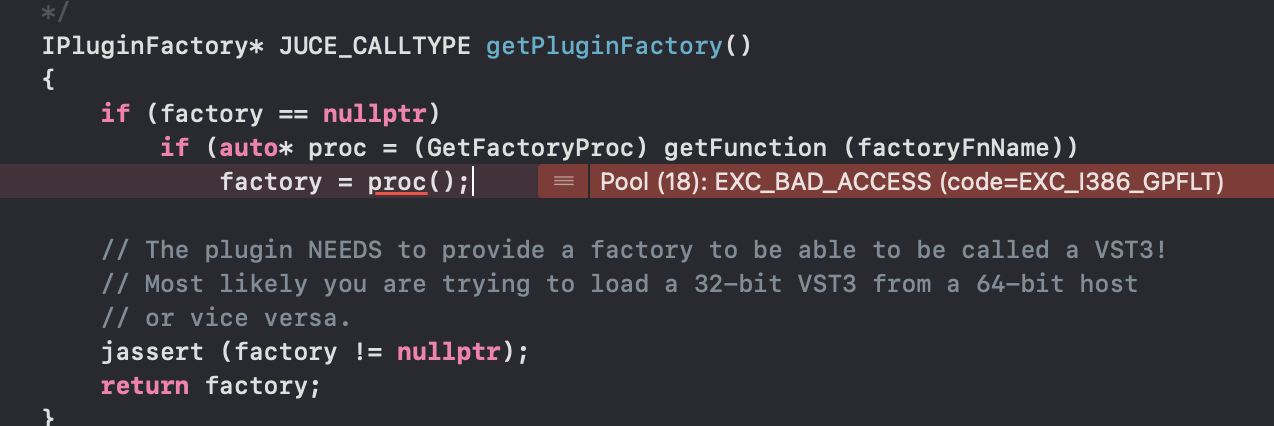 */
IPluginFactory* JUCE_CALLTYPE getPluginFactory()
{
if (factory == nullptr)
if (auto* proc = (GetFactoryProc) getFunction (factoryFnName))
factory = proc(); Pool (18): EXC_BAD_ACCESS (code=EXC_I386_GPFLT)
// The plugin NEEDS to provide a factory to be able to be called a VST3!
// Most likely you are trying to load a 32-bit VST3 from a 64-bit host
// or vice versa.
jassert (factory != nullptr);
return factory;
}